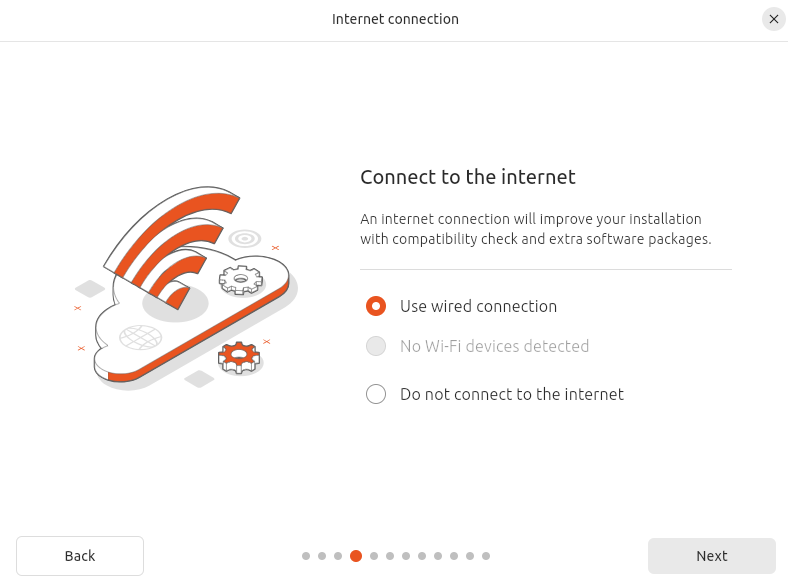 Internet connection
Connect to the internet
An internet connection will improve your installation
with compatibility check and extra software packages.
Use wired connection
No Wi-Fi devices detected
Do not connect to the internet
Back
Next